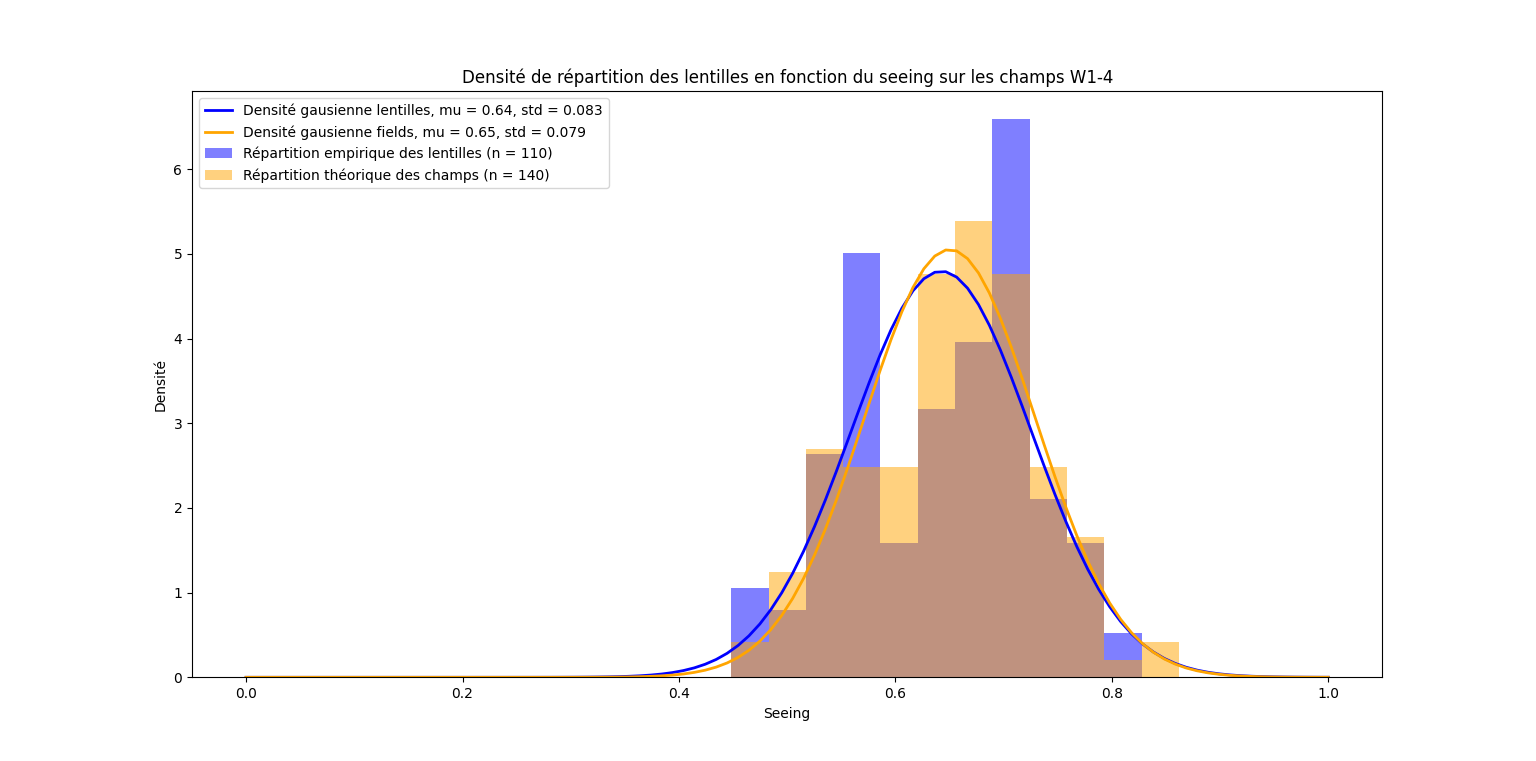 Densité de répartition des lentilles en fonction du seeing sur les champs W1-4
Densité gausienne lentilles, mu = 0.64, std = 0.083
Densité gausienne fields, mu = 0.65, std = 0.079
Répartition empirique des lentilles (n = 110)
Répartition théorique des champs (n = 140)
Densité
6
5
4
3
2
1
0
0.0 0.2 0.4 0.6 0.8 1.0
Seeing